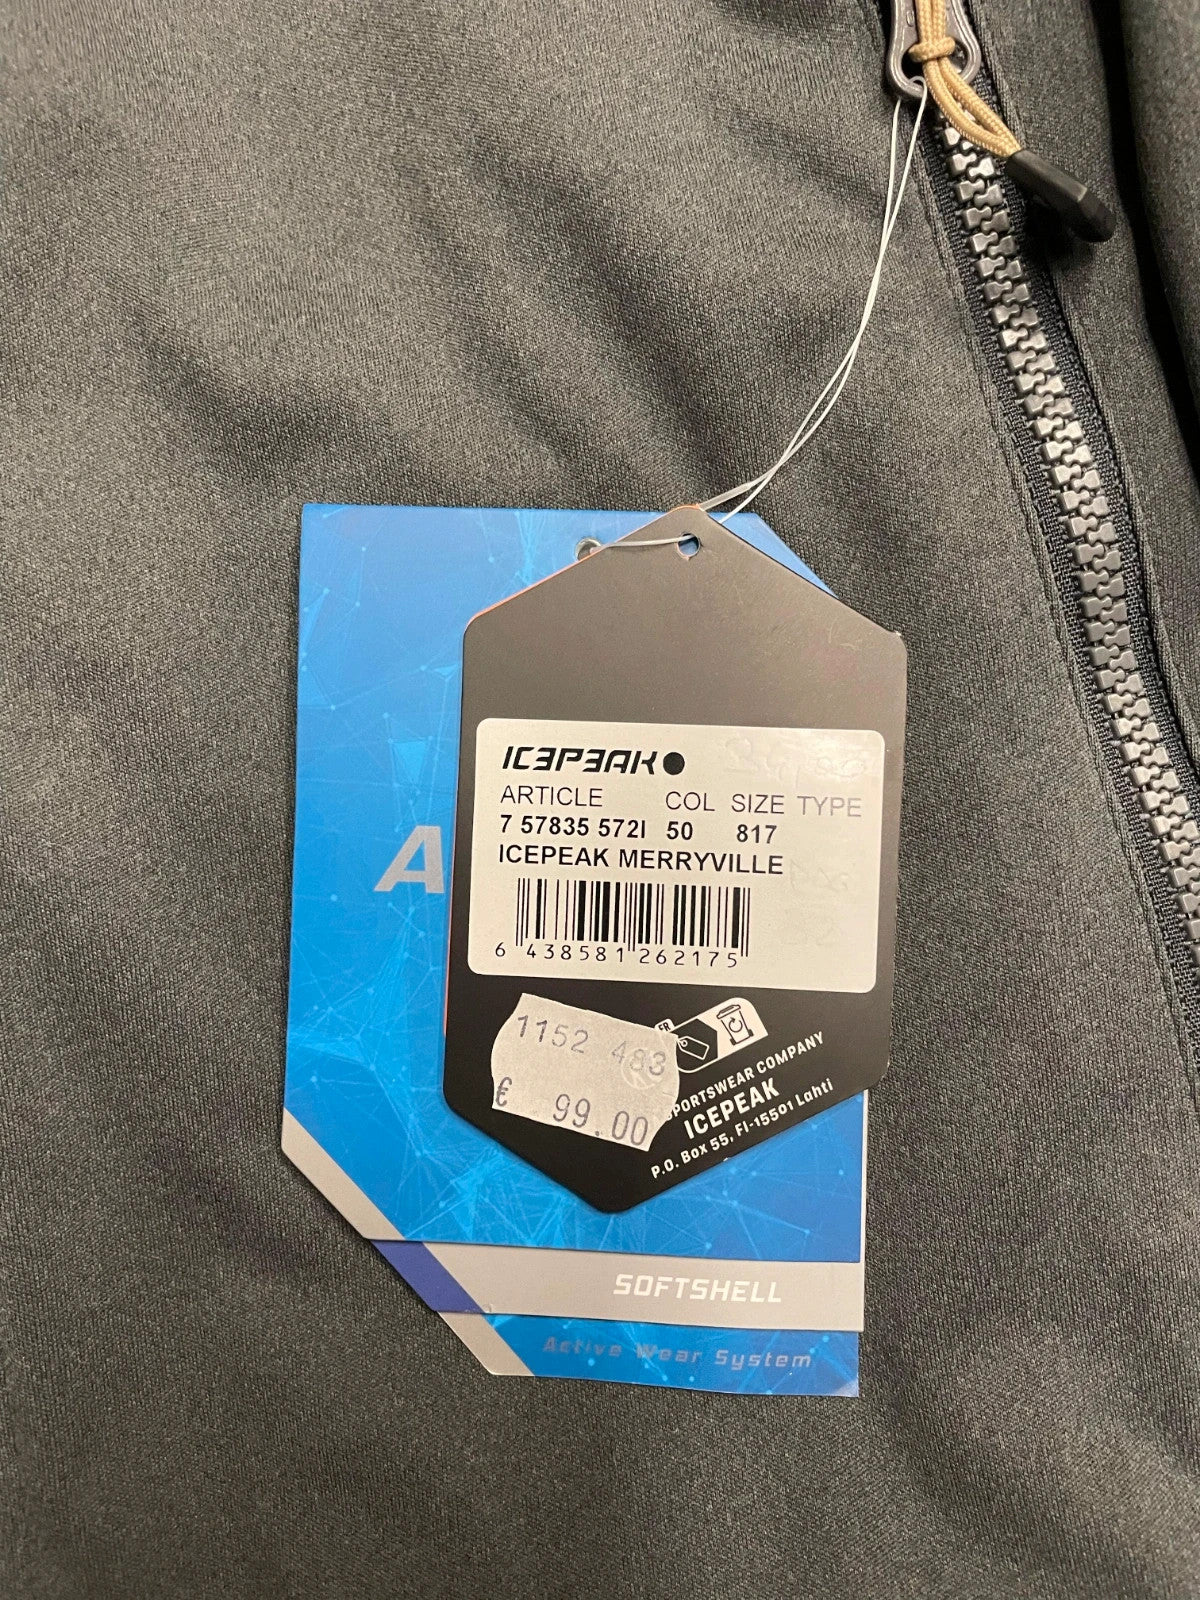 ICEPEAK
ARTICLE COL SIZE TYPE
7 57835 572I 50 817
ICEPEAK MERRYVILLE
6 438581 262175
A
1152 483
€ 99.00
FR
SPORTSWEAR COMPANY
ICEPEAK
P.O. Box 55, FI-15501 Lahti
SOFTSHELL
Active Wear System